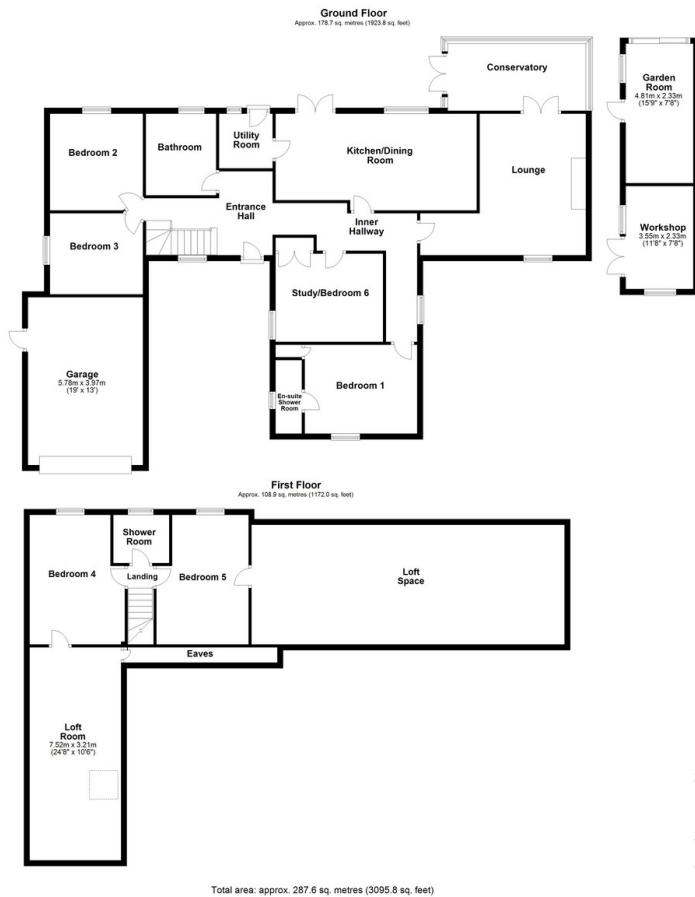 Ground Floor
Approx. 178.7 sq. metres (1923.8 sq. feet)
Conservatory
Garden
Room
4.81m x 2.33m
(15'9" x 7'8")
Bedroom 2
Bathroom
Utility
Room
Kitchen/Dining
Room
Lounge
Entrance
Hall
Inner
Hallway
Workshop
3.55m x 2.33m
(11'8" x 7'8")
Bedroom 3
Study/Bedroom 6
Garage
5.78m x 3.97m
(19' x 13')
En-suite
Shower
Room
Bedroom 1
First Floor
Approx. 108.9 sq. metres (1172.0 sq. feet)
Shower
Room
Bedroom 4
Landing
Bedroom 5
Loft
Space
Eaves
Loft
Room
7.52m x 3.21m
(24'8" x 10'6")
Total area: approx. 287.6 sq. metres (3095.8 sq. feet)